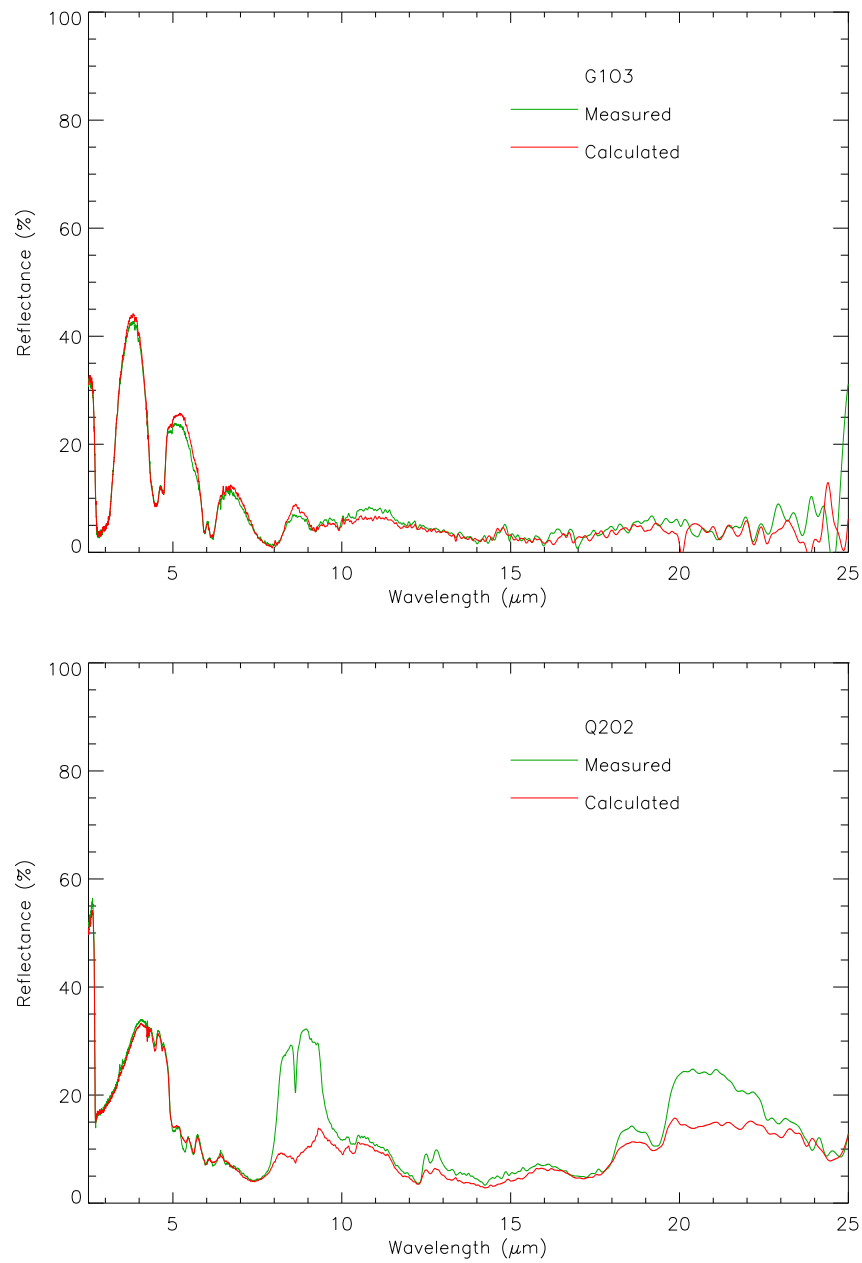 100
80
60
40
20
0
Reflectance (%)
G103
Measured
Calculated
5 10 15 20 25
Wavelength (μm)
100
80
60
40
20
0
Reflectance (%)
Q202
Measured
Calculated
5 10 15 20 25
Wavelength (μm)